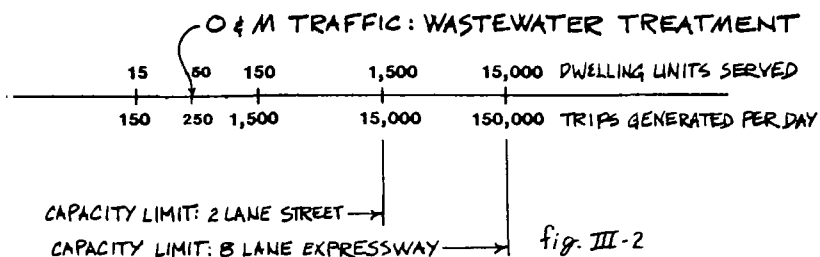 O & M TRAFFIC: WASTEWATER TREATMENT
15 50 150 1,500 15,000 DWELLING UNITS SERVED
150 250 1,500 15,000 150,000 TRIPS GENERATED PER DAY
CAPACITY LIMIT: 2 LANE STREET
CAPACITY LIMIT: 8 LANE EXPRESSWAY
fig. III-2